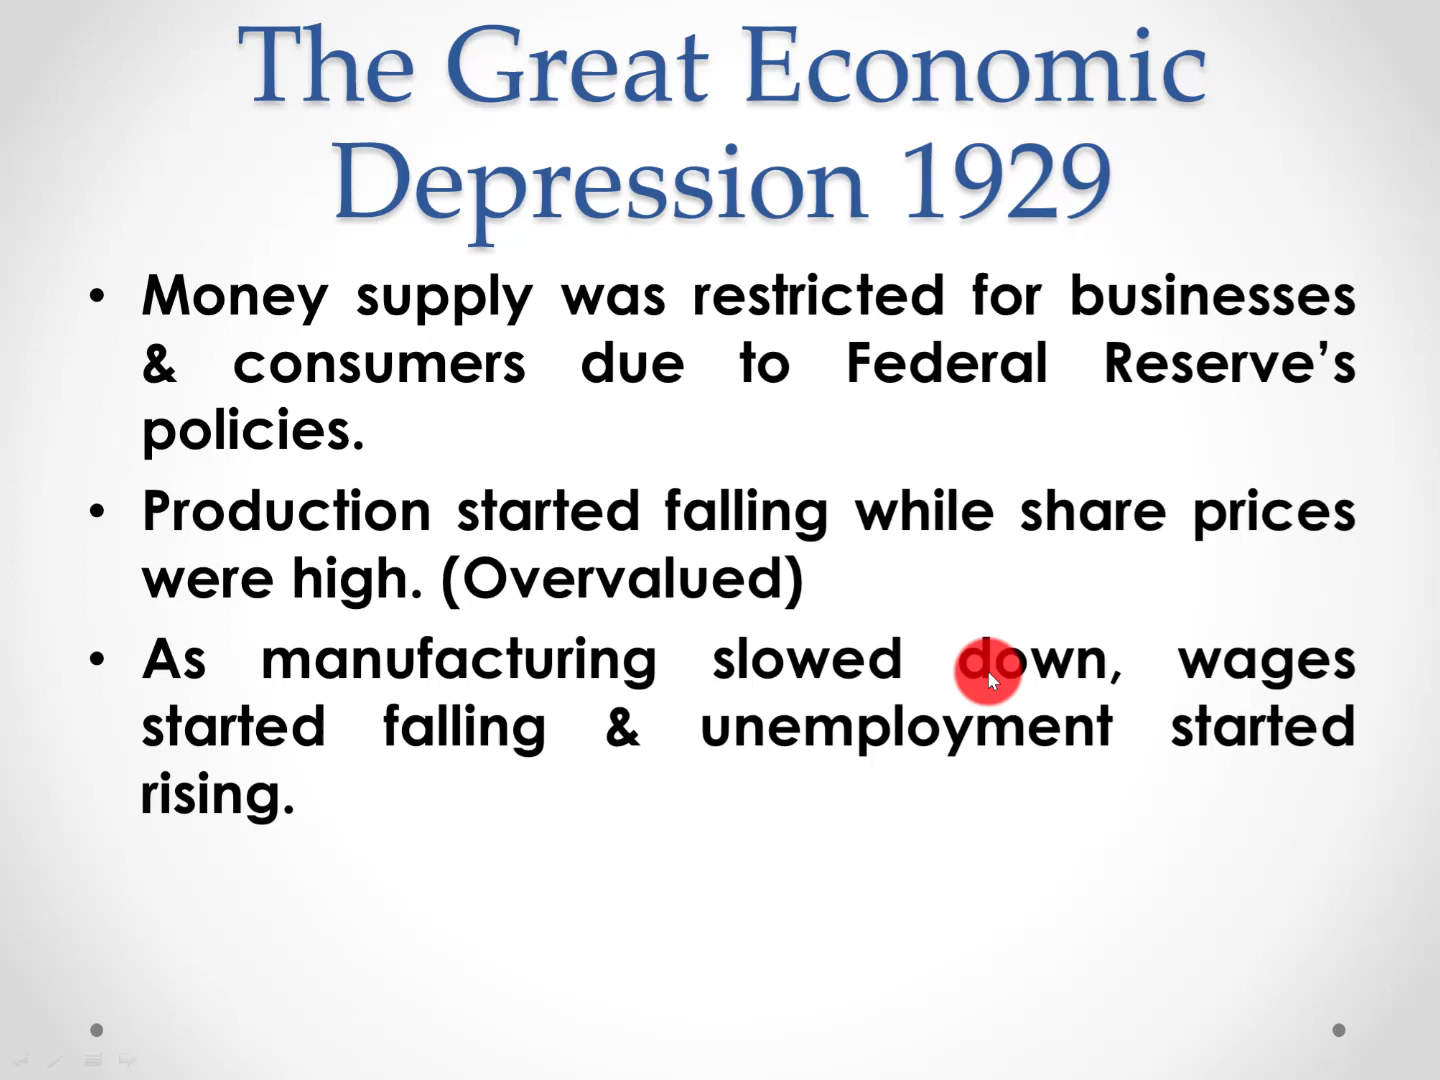 The Great Economic
Depression 1929
• Money supply was restricted for businesses
& consumers due to Federal Reserve’s
policies.
• Production started falling while share prices
were high. (Overvalued)
• As manufacturing slowed down, wages
started falling & unemployment started
rising.